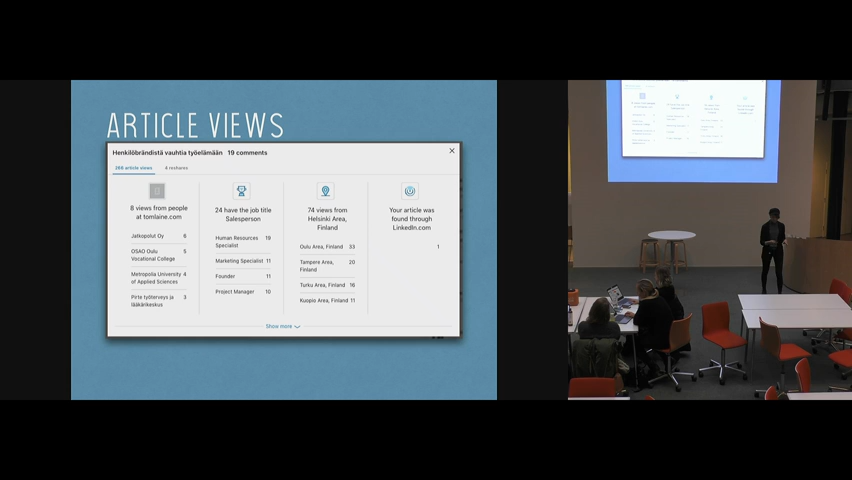 ARTICLE VIEWS
Henkilöbrändistä vauhtia työelämään 19 comments
268 article views 4 reshares
8 views from people
at tomlaine.com
Jatkopolut Oy 6
OSAO Oulu
Vocational College 5
Metropolia University
of Applied Sciences 4
Pirte työterveys ja
lääkärikeskus 3
24 have the job title
Salesperson
Human Resources
Specialist 19
Marketing Specialist 11
Founder 11
Project Manager 10
74 views from
Helsinki Area,
Finland
Oulu Area, Finland 33
Tampere Area,
Finland 20
Turku Area, Finland 16
Kuopio Area, Finland 11
Your article was
found through
LinkedIn.com
1
Show more